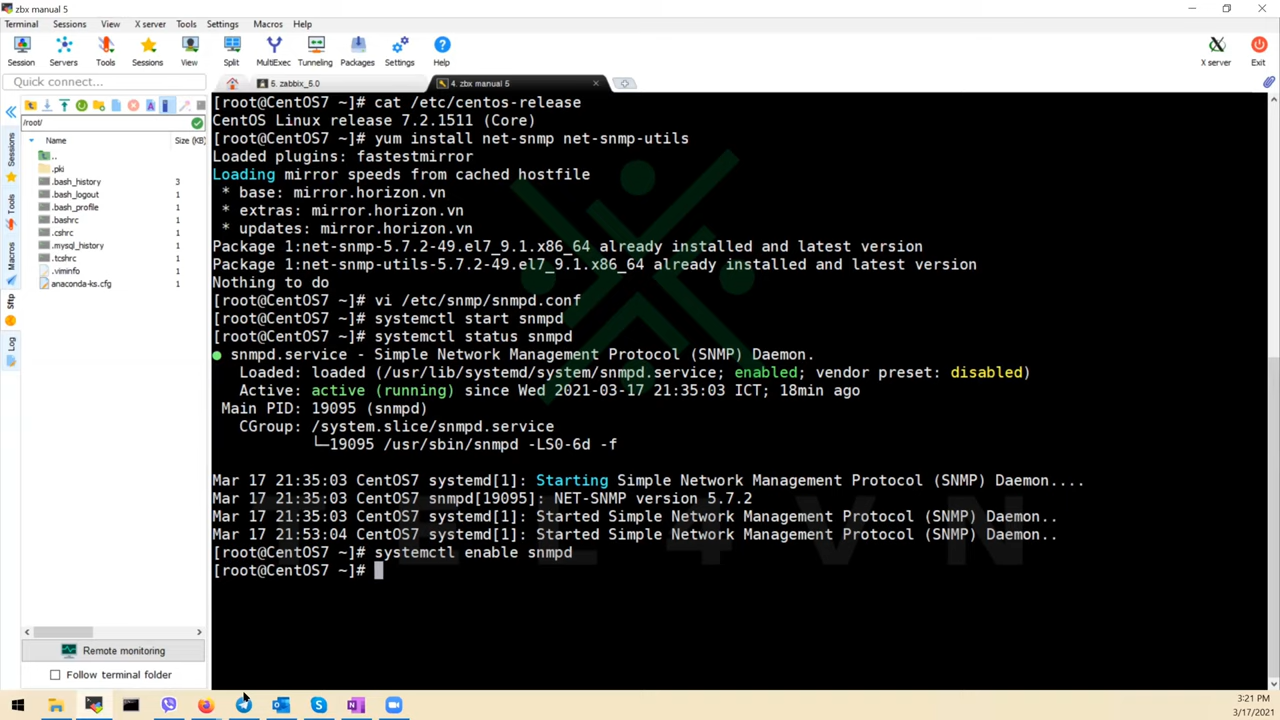 zbx manual 5
Terminal Sessions View X server Tools Settings Macros Help
Session Servers Tools Sessions View Split MultiExec Tunneling Packages Settings Help X server Exit
Quick connect...
6. zabbix_5.0
4. zbx manual 5
/root/
Name Size (KB)
..
.pki
.bash_history 3
.bash_logout 1
.bash_profile 1
.bashrc 1
.cshrc 1
.mysql_history 1
.tcshrc 1
.viminfo 1
anaconda-ks.cfg 1
Sessions
Tools
Macros
Sftp
Log
Remote monitoring
Follow terminal folder
[root@CentOS7 ~]# cat /etc/centos-release
CentOS Linux release 7.2.1511 (Core)
[root@CentOS7 ~]# yum install net-snmp net-snmp-utils
Loaded plugins: fastestmirror
Loading mirror speeds from cached hostfile
* base: mirror.horizon.vn
* extras: mirror.horizon.vn
* updates: mirror.horizon.vn
Package 1:net-snmp-5.7.2-49.el7_9.1.x86_64 already installed and latest version
Package 1:net-snmp-utils-5.7.2-49.el7_9.1.x86_64 already installed and latest version
Nothing to do
[root@CentOS7 ~]# vi /etc/snmp/snmpd.conf
[root@CentOS7 ~]# systemctl start snmpd
[root@CentOS7 ~]# systemctl status snmpd
● snmpd.service - Simple Network Management Protocol (SNMP) Daemon.
Loaded: loaded (/usr/lib/systemd/system/snmpd.service; enabled; vendor preset: disabled)
Active: active (running) since Wed 2021-03-17 21:35:03 ICT; 18min ago
Main PID: 19095 (snmpd)
CGroup: /system.slice/snmpd.service
└─19095 /usr/sbin/snmpd -LS0-6d -f
Mar 17 21:35:03 CentOS7 systemd[1]: Starting Simple Network Management Protocol (SNMP) Daemon....
Mar 17 21:35:03 CentOS7 snmpd[19095]: NET-SNMP version 5.7.2
Mar 17 21:35:03 CentOS7 systemd[1]: Started Simple Network Management Protocol (SNMP) Daemon..
Mar 17 21:53:04 CentOS7 systemd[1]: Started Simple Network Management Protocol (SNMP) Daemon..
[root@CentOS7 ~]# systemctl enable snmpd
[root@CentOS7 ~]#
TEL4VN
3:21 PM
3/17/2021